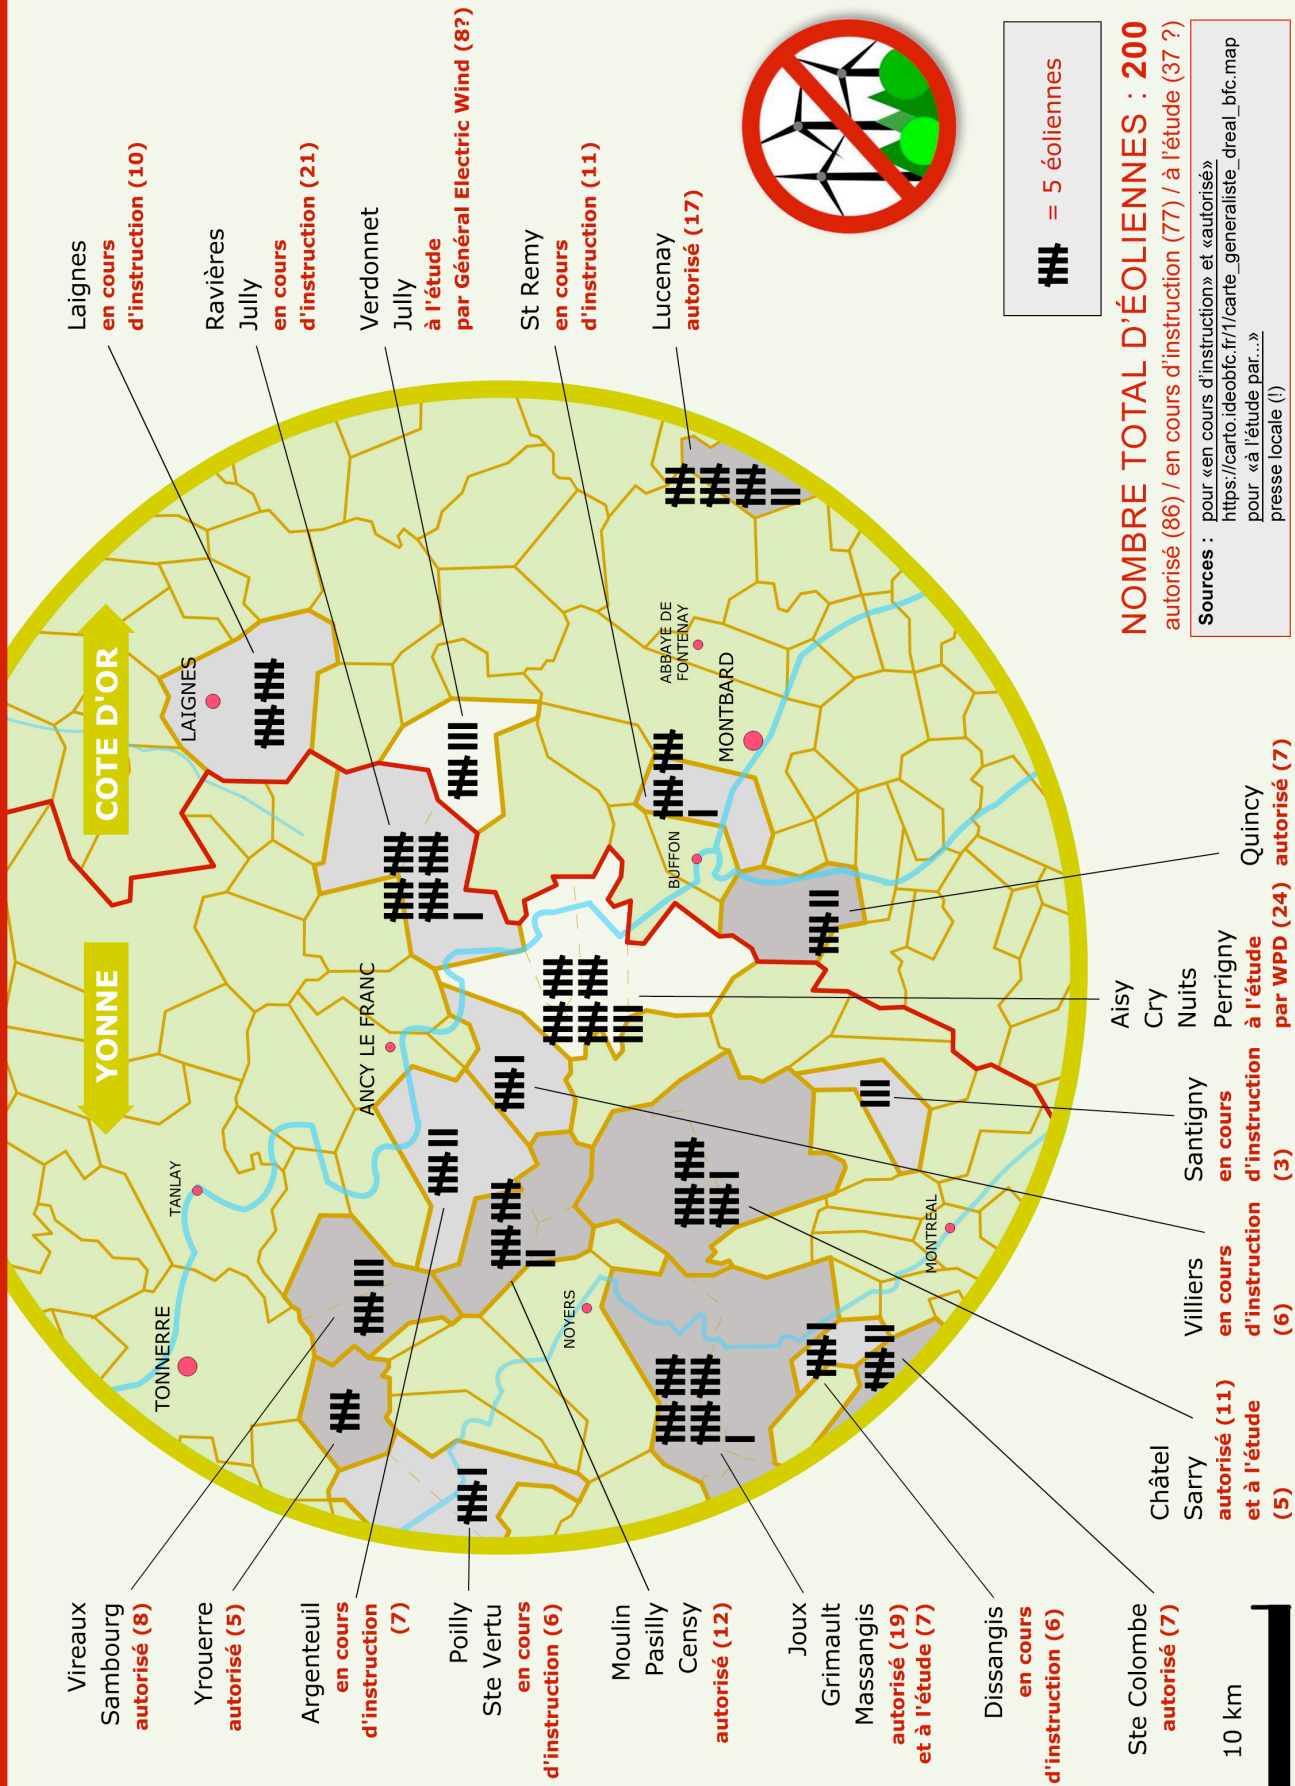 Vireaux
Sambourg
autorisé (8)
Yrouerre
autorisé (5)
Argenteuil
en cours
d'instruction
(7)
Poilly
Ste Vertu
en cours
d'instruction (6)
Moulin
Pasilly
Censy
autorisé (12)
Joux
Grimault
Massangis
autorisé (19)
et à l'étude (7)
Dissangis
en cours
d'instruction (6)
Ste Colombe
autorisé (7)
10 km
YONNE
COTE D'OR
TONNERRE
TANLAY
ANCY LE FRANC
LAIGNES
NOYERS
BUFFON
ABBAYE DE
FONTENAY
MONTBARD
MONTREAL
Laignes
en cours
d'instruction (10)
Ravières
Jully
en cours
d'instruction (21)
Verdonnet
Jully
à l'étude
par Général Electric Wind (8?)
St Remy
en cours
d'instruction (11)
Lucenay
autorisé (17)
Châtel
Sarry
autorisé (11)
et à l'étude
(5)
Villiers
en cours
d'instruction
(6)
Santigny
en cours
d'instruction
(3)
Aisy
Cry
Nuits
Perrigny
à l'étude
par WPD (24)
Quincy
autorisé (7)
= 5 éoliennes
NOMBRE TOTAL D'ÉOLIENNES : 200
autorisé (86) / en cours d'instruction (77) / à l'étude (37 ?)
Sources : pour «en cours d'instruction» et «autorisé»
https://carto.ideobfc.fr/1/carte_generaliste_dreal_bfc.map
pour «à l'étude par...»
presse locale (!)